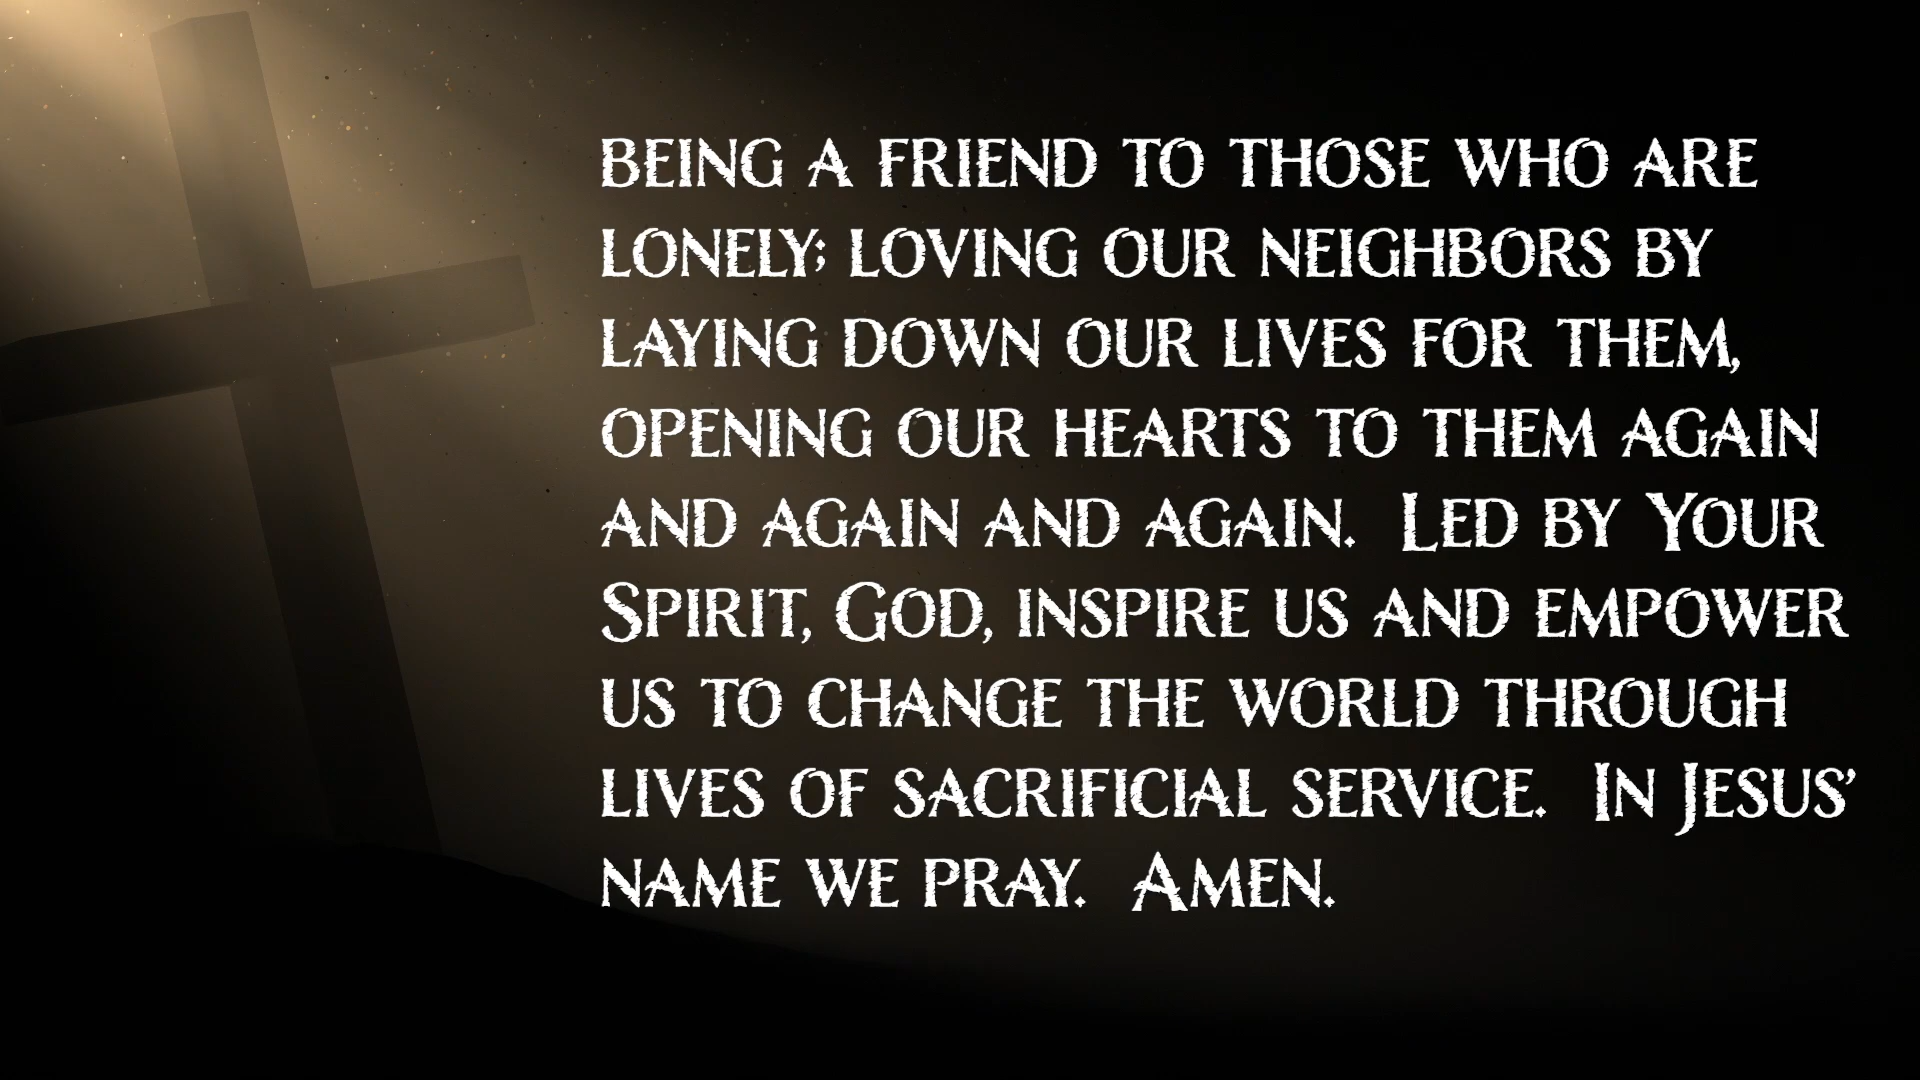 being a friend to those who are
lonely; loving our neighbors by
laying down our lives for them,
opening our hearts to them again
and again and again.  Led by Your
Spirit, God, inspire us and empower
us to change the world through
lives of sacrificial service.  In Jesus’
name we pray.  Amen.